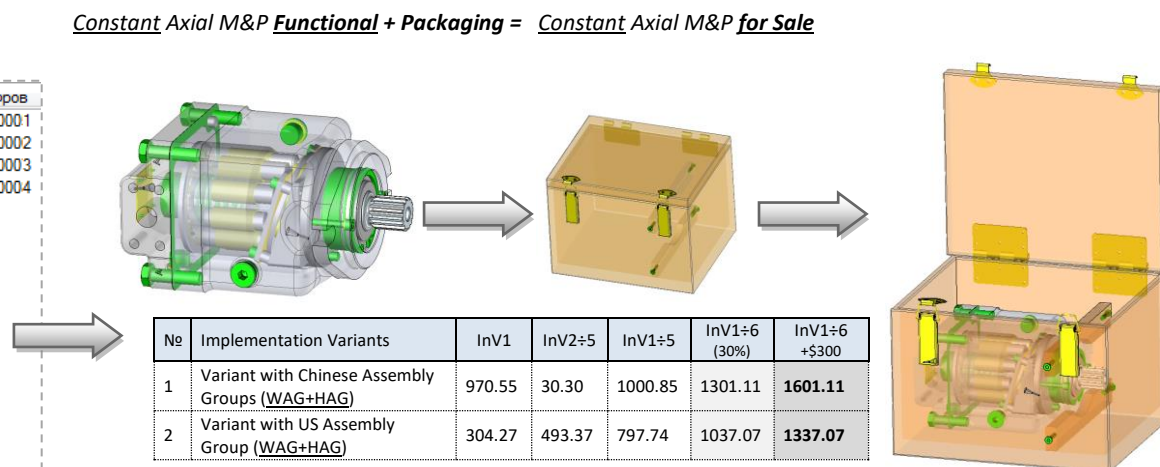 Constant Axial M&P Functional + Packaging = Constant Axial M&P for Sale
0001
0002
0003
0004
№ Implementation Variants InV1 InV2÷5 InV1÷5 InV1÷6 (30%) InV1÷6 +$300
1 Variant with Chinese Assembly Groups (WAG+HAG) 970.55 30.30 1000.85 1301.11 1601.11
2 Variant with US Assembly Group (WAG+HAG) 304.27 493.37 797.74 1037.07 1337.07